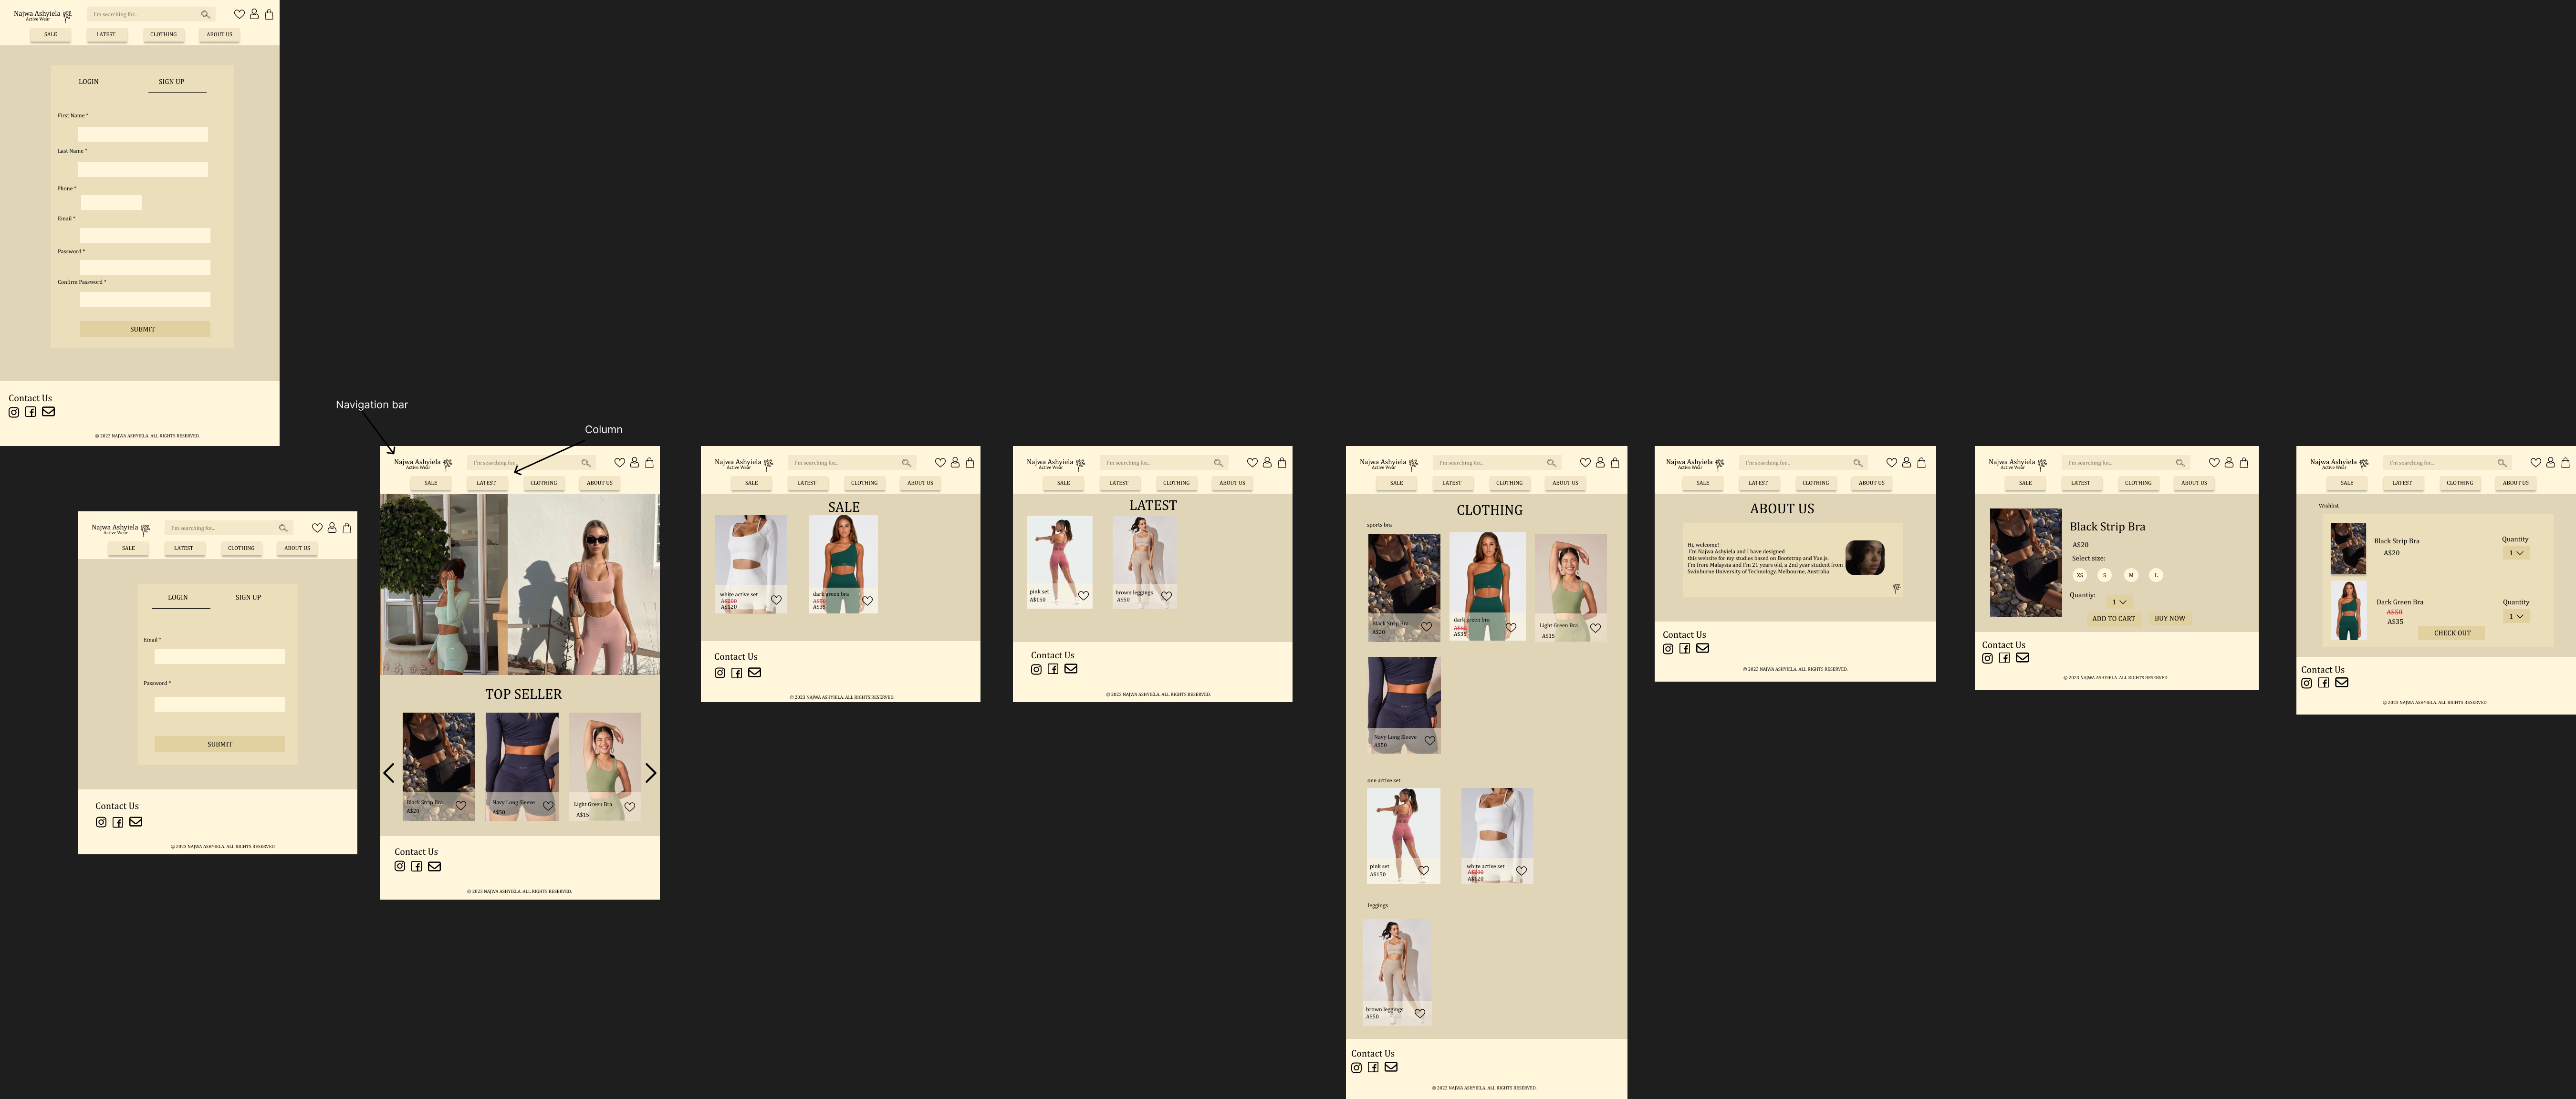 Najwa Ashyiela
Active Wear
I'm searching for...
SALE
LATEST
CLOTHING
ABOUT US
LOGIN
SIGN UP
First Name *
Last Name *
Phone *
Email *
Password *
Confirm Password *
SUBMIT
Contact Us
© 2023 NAJWA ASHYIELA. ALL RIGHTS RESERVED.
Najwa Ashyiela
Active Wear
I'm searching for...
SALE
LATEST
CLOTHING
ABOUT US
LOGIN
SIGN UP
Email *
Password *
SUBMIT
Contact Us
© 2023 NAJWA ASHYIELA. ALL RIGHTS RESERVED.
Navigation bar
Column
Najwa Ashyiela
Active Wear
I'm searching for...
SALE
LATEST
CLOTHING
ABOUT US
TOP SELLER
Black Strip Bra
A$20
Navy Long Sleeve
A$50
Light Green Bra
A$15
Contact Us
© 2023 NAJWA ASHYIELA. ALL RIGHTS RESERVED.
Najwa Ashyiela
Active Wear
I'm searching for...
SALE
LATEST
CLOTHING
ABOUT US
SALE
white active set
A$200
A$120
dark green bra
A$50
A$35
Contact Us
© 2023 NAJWA ASHYIELA. ALL RIGHTS RESERVED.
Najwa Ashyiela
Active Wear
I'm searching for...
SALE
LATEST
CLOTHING
ABOUT US
LATEST
pink set
A$150
brown leggings
A$50
Contact Us
© 2023 NAJWA ASHYIELA. ALL RIGHTS RESERVED.
Najwa Ashyiela
Active Wear
I'm searching for...
SALE
LATEST
CLOTHING
ABOUT US
CLOTHING
sports bra
Black Strip Bra
A$20
dark green bra
A$50
A$35
Light Green Bra
A$15
Navy Long Sleeve
A$50
ono active set
pink set
A$150
white active set
A$200
A$120
leggings
brown leggings
A$50
Contact Us
© 2023 NAJWA ASHYIELA. ALL RIGHTS RESERVED.
Najwa Ashyiela
Active Wear
I'm searching for...
SALE
LATEST
CLOTHING
ABOUT US
ABOUT US
Hi, welcome!
I'm Najwa Ashyiela and I have designed
this website for my studies based on Bootstrap and Vue.js.
I'm from Malaysia and I'm 21 years old, a 2nd year student from
Swinburne University of Technology, Melbourne, Australia
Contact Us
© 2023 NAJWA ASHYIELA. ALL RIGHTS RESERVED.
Najwa Ashyiela
Active Wear
I'm searching for...
SALE
LATEST
CLOTHING
ABOUT US
Black Strip Bra
A$20
Select size:
XS
S
M
L
Quantiy:
1
ADD TO CART
BUY NOW
Contact Us
© 2023 NAJWA ASHYIELA. ALL RIGHTS RESERVED.
Najwa Ashyiela
Active Wear
I'm searching for...
SALE
LATEST
CLOTHING
ABOUT US
Wishlist
Black Strip Bra
A$20
Quantity
1
Dark Green Bra
A$50
A$35
Quantity
1
CHECK OUT
Contact Us
© 2023 NAJWA ASHYIELA. ALL RIGHTS RESERVED.